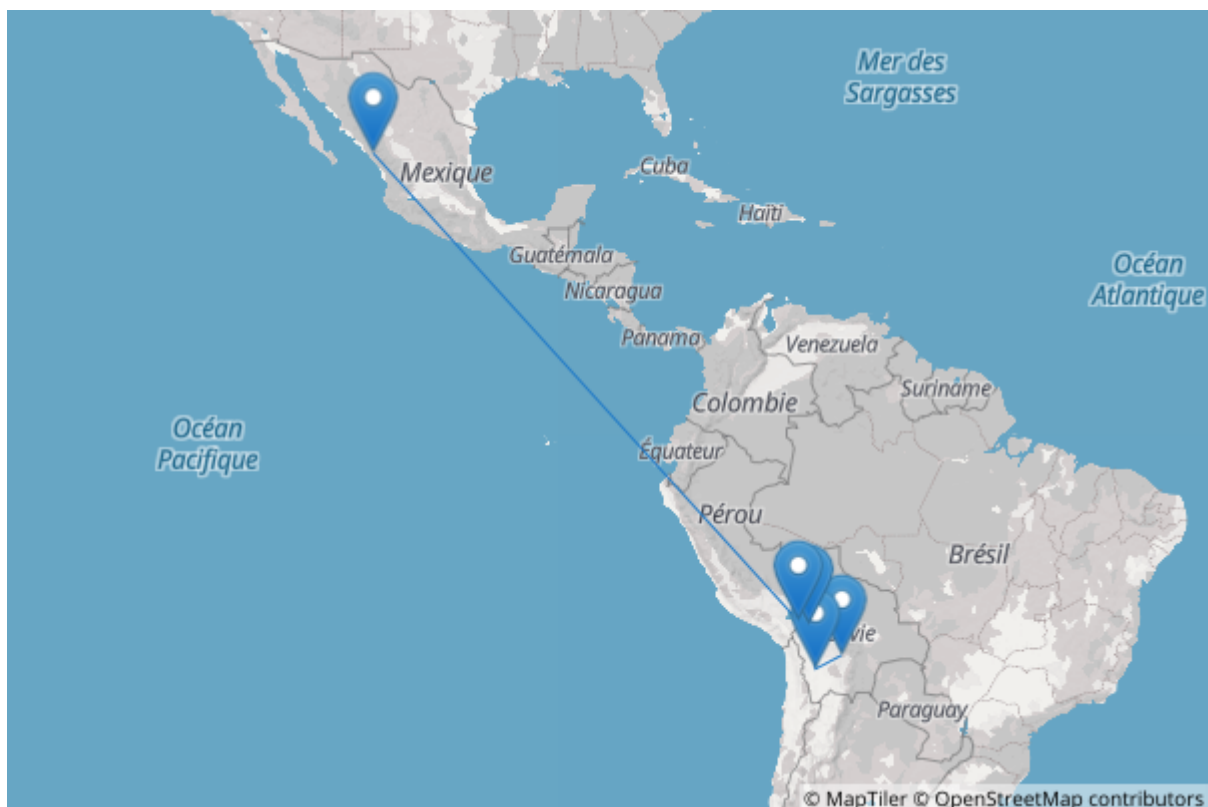 Mer des
Sargasses
Cuba
Mexique
Haïti
Guatémala
Océan
Atlantique
Nicaragua
Panama
Venezuela
Suriname
Colombie
Océan
Pacifique
Équateur
Pérou
Brésil
vie
Paraguay
© MapTiler © OpenStreetMap contributors